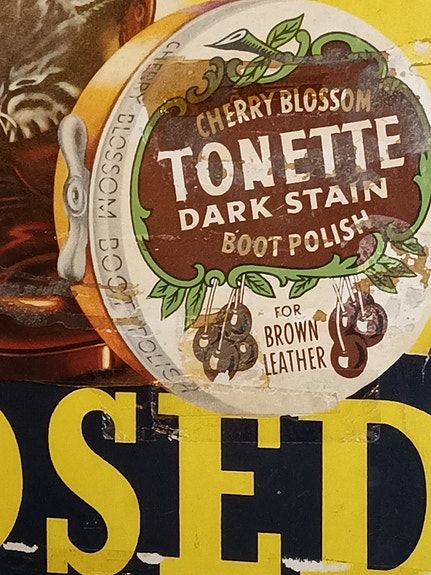 CHERRY BLOSSOM
TONETTE
DARK STAIN
BOOT POLISH
FOR
BROWN
LEATHER
CHERRY BLOSSOM BOOT POLISH
OSED